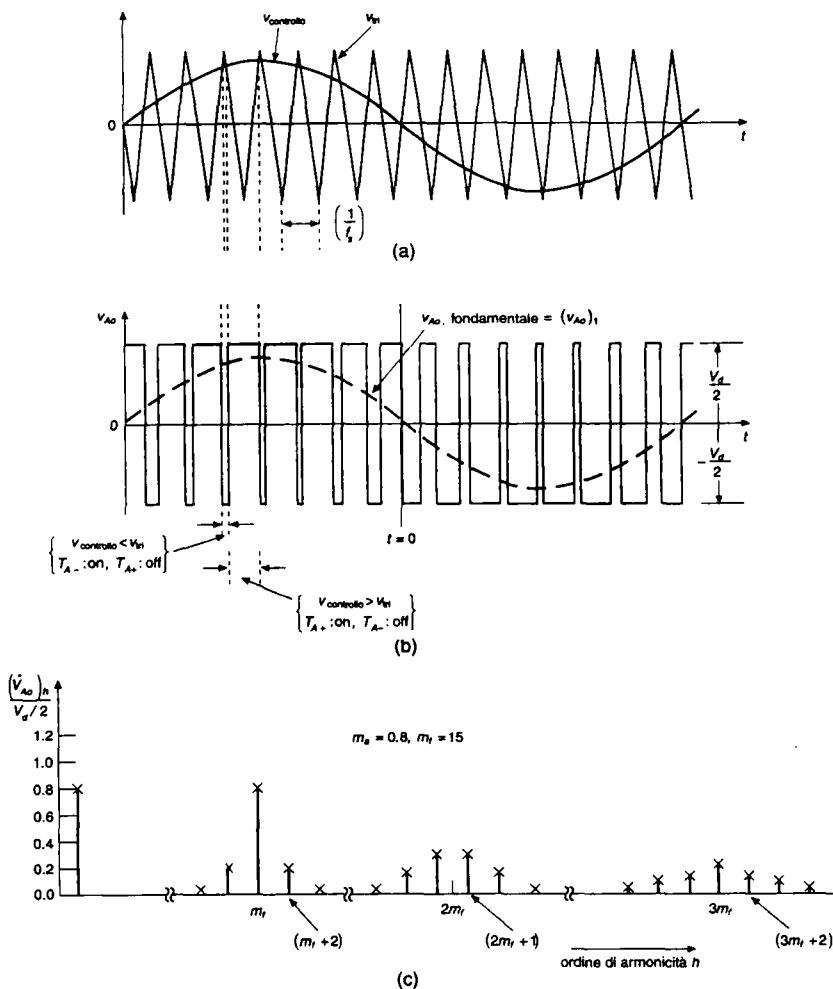 v_controllo
v_tri
0
t
(1/f_s)
(a)
v_Ao
v_Ao, fondamentale = (v_Ao)_1
0
t
V_d/2
-V_d/2
t = 0
{v_controllo < v_tri
T_A- :on, T_A+ :off}
{v_controllo > v_tri
T_A+ :on, T_A- :off}
(b)
(V̂_Ao)_h
V_d/2
m_a = 0.8, m_f = 15
1.2
1.0
0.8
0.6
0.4
0.2
0.0
m_f
2m_f
3m_f
(m_f + 2)
(2m_f + 1)
(3m_f + 2)
ordine di armonicità h
(c)